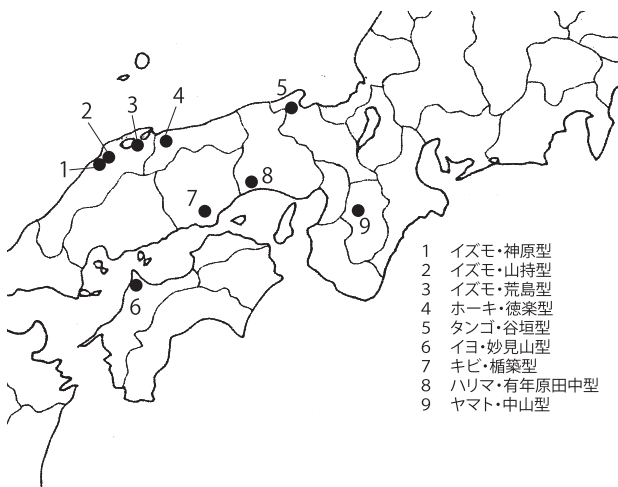 5
2
3
4
1
8
7
9
6
1 イズモ・神原型
2 イズモ・山持型
3 イズモ・荒島型
4 ホーキ・徳楽型
5 タンゴ・谷垣型
6 イヨ・妙見山型
7 キビ・楯築型
8 ハリマ・有年原田中型
9 ヤマト・中山型